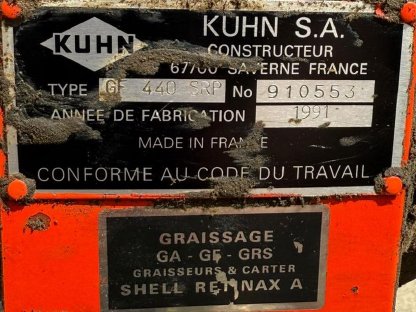 KUHN
KUHN S.A.
CONSTRUCTEUR
67700 SAVERNE FRANCE
TYPE GF 440 SRP No 910553
ANNÉE DE FABRICATION 1991
MADE IN FRANCE
CONFORME AU CODE DU TRAVAIL
GRAISSAGE
GA - GF - GRS
GRAISSEURS & CARTER
SHELL RETINAX A